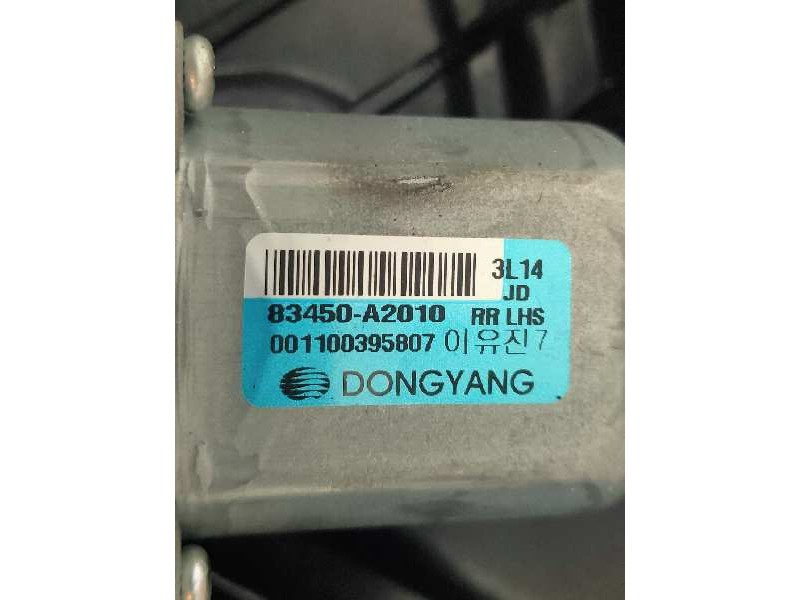 3L14
JD
83450-A2010 RR LHS
001100395807 이유진 7
DONGYANG